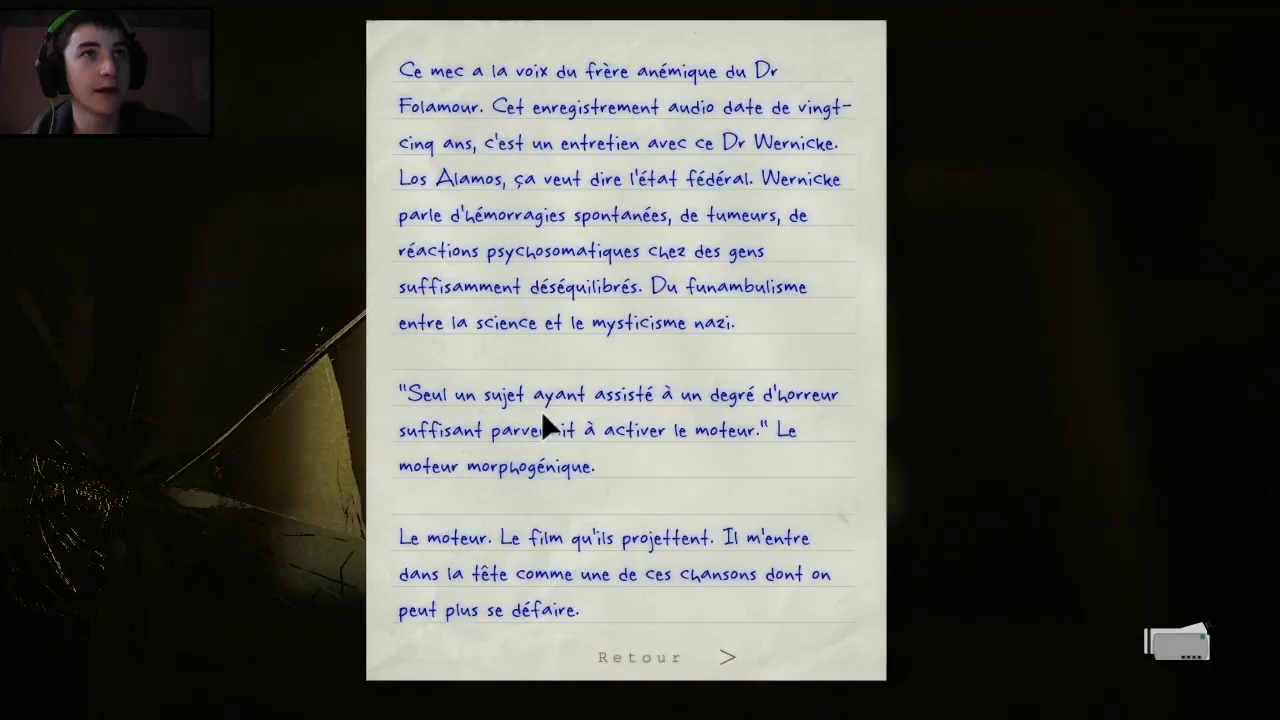 Ce mec a la voix du frère anémique du Dr
Folamour. Cet enregistrement audio date de vingt-
cinq ans, c'est un entretien avec ce Dr Wernicke.
Los Alamos, ça veut dire l'état fédéral. Wernicke
parle d'hémorragies spontanées, de tumeurs, de
réactions psychosomatiques chez des gens
suffisamment déséquilibrés. Du funambulisme
entre la science et le mysticisme nazi.
"Seul un sujet ayant assisté à un degré d'horreur
suffisant à activer le moteur." Le
moteur morphogénique.
Le moteur. Le film qu'ils projettent. Il m'entre
dans la tête comme une de ces chansons dont on
peut plus se défaire.
Retour >